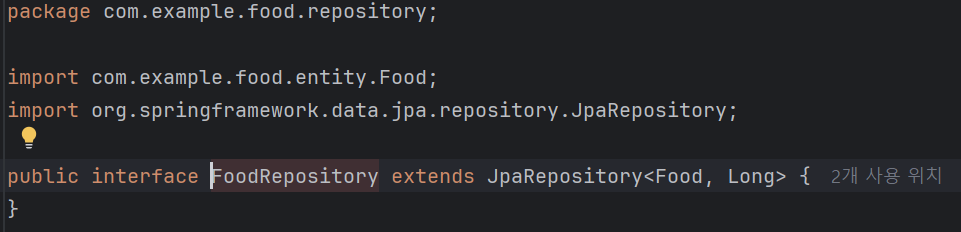 package com.example.food.repository;
import com.example.food.entity.Food;
import org.springframework.data.jpa.repository.JpaRepository;
public interface FoodRepository extends JpaRepository<Food, Long> { 2개 사용 위치
}